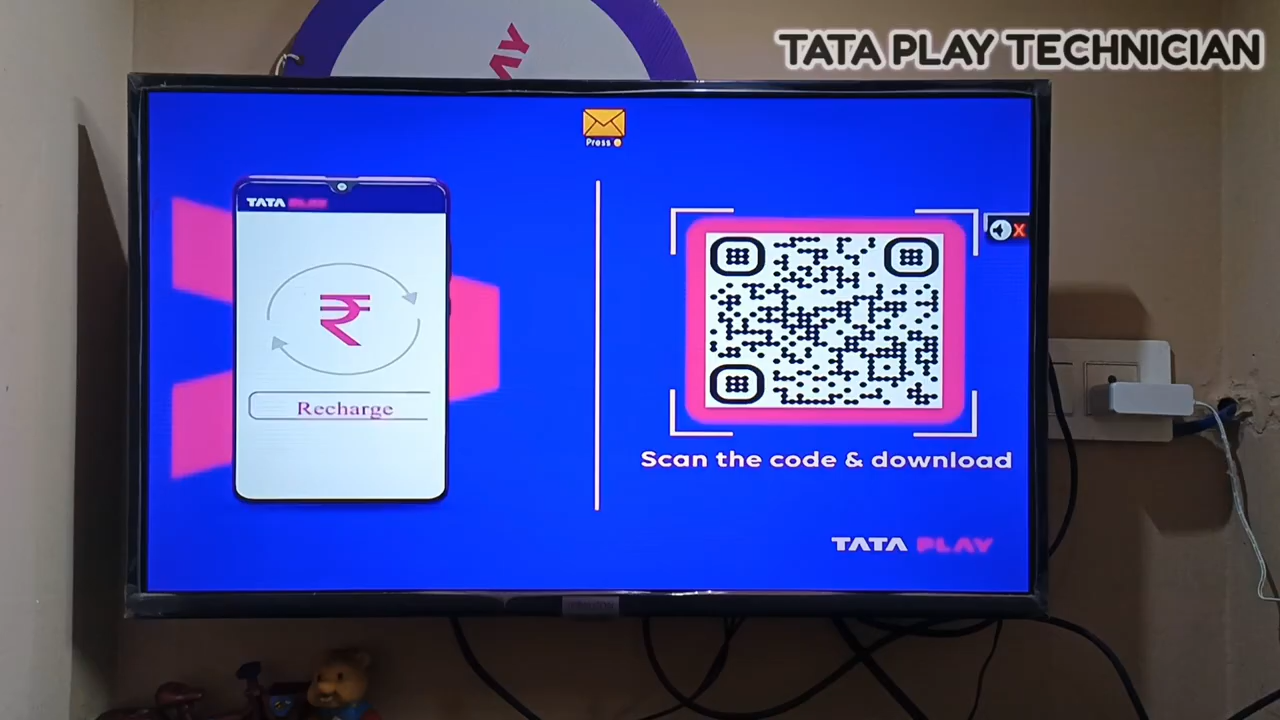 TATA PLAY TECHNICIAN
Press
TATA PLAY
₹
X
Recharge
Scan the code & download
TATA PLAY